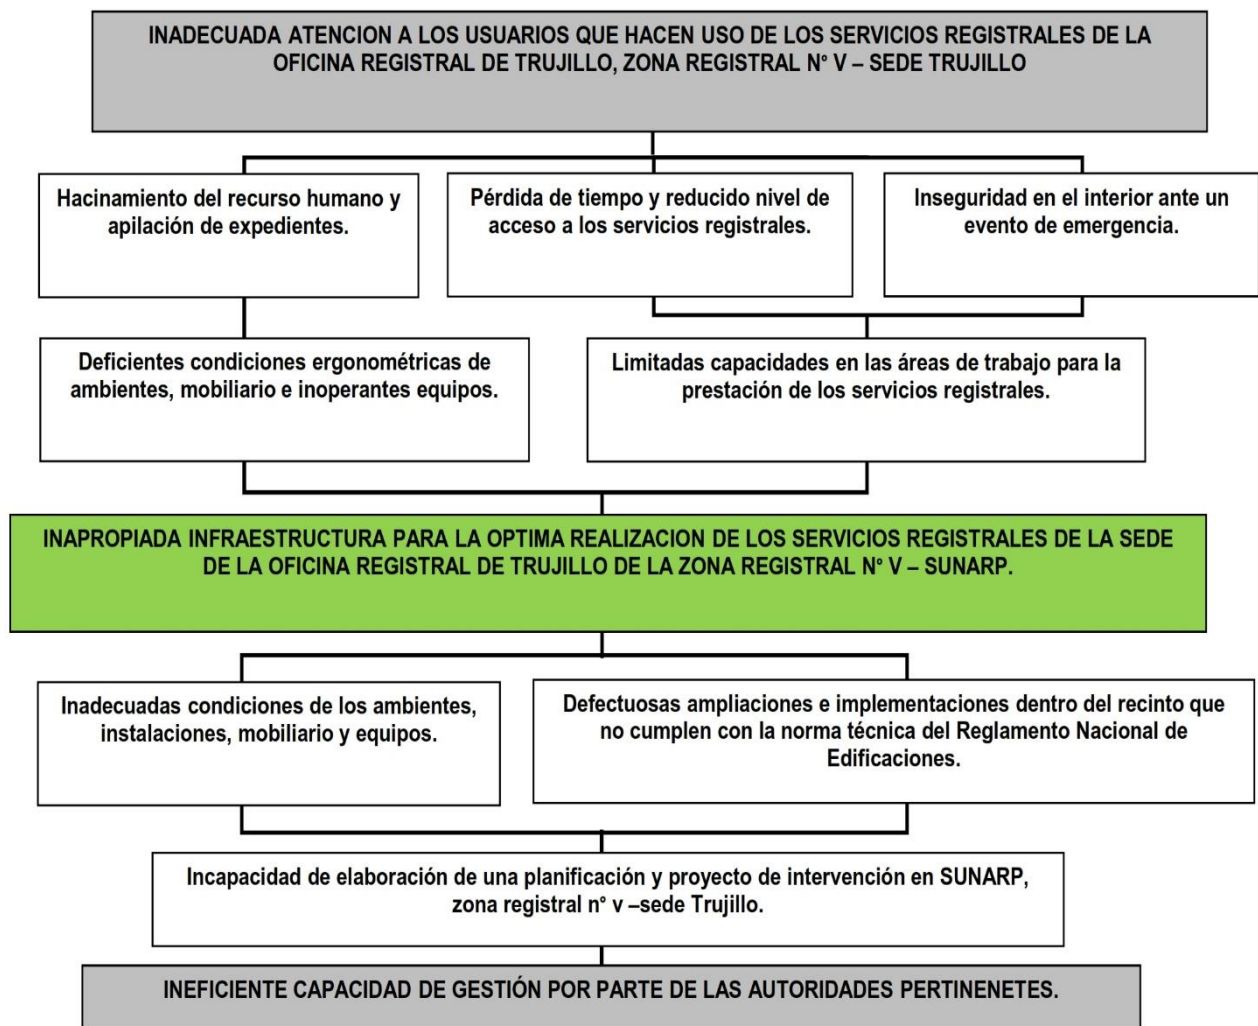 INADECUADA ATENCION A LOS USUARIOS QUE HACEN USO DE LOS SERVICIOS REGISTRALES DE LA
OFICINA REGISTRAL DE TRUJILLO, ZONA REGISTRAL N° V – SEDE TRUJILLO
Hacinamiento del recurso humano y
apilación de expedientes.
Pérdida de tiempo y reducido nivel de
acceso a los servicios registrales.
Inseguridad en el interior ante un
evento de emergencia.
Deficientes condiciones ergonométricas de
ambientes, mobiliario e inoperantes equipos.
Limitadas capacidades en las áreas de trabajo para la
prestación de los servicios registrales.
INAPROPIADA INFRAESTRUCTURA PARA LA OPTIMA REALIZACION DE LOS SERVICIOS REGISTRALES DE LA SEDE
DE LA OFICINA REGISTRAL DE TRUJILLO DE LA ZONA REGISTRAL N° V – SUNARP.
Inadecuadas condiciones de los ambientes,
instalaciones, mobiliario y equipos.
Defectuosas ampliaciones e implementaciones dentro del recinto que
no cumplen con la norma técnica del Reglamento Nacional de
Edificaciones.
Incapacidad de elaboración de una planificación y proyecto de intervención en SUNARP,
zona registral n° v –sede Trujillo.
INEFICIENTE CAPACIDAD DE GESTIÓN POR PARTE DE LAS AUTORIDADES PERTINENETES.